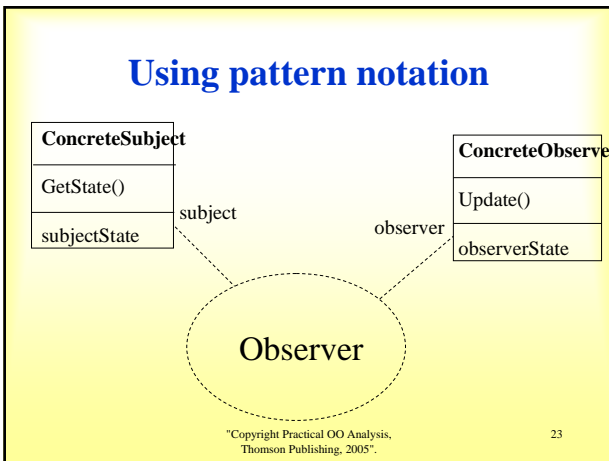 Using pattern notation
ConcreteSubject
GetState()
subjectState
subject
ConcreteObserve
Update()
observerState
observer
Observer
"Copyright Practical OO Analysis,
Thomson Publishing, 2005".
23